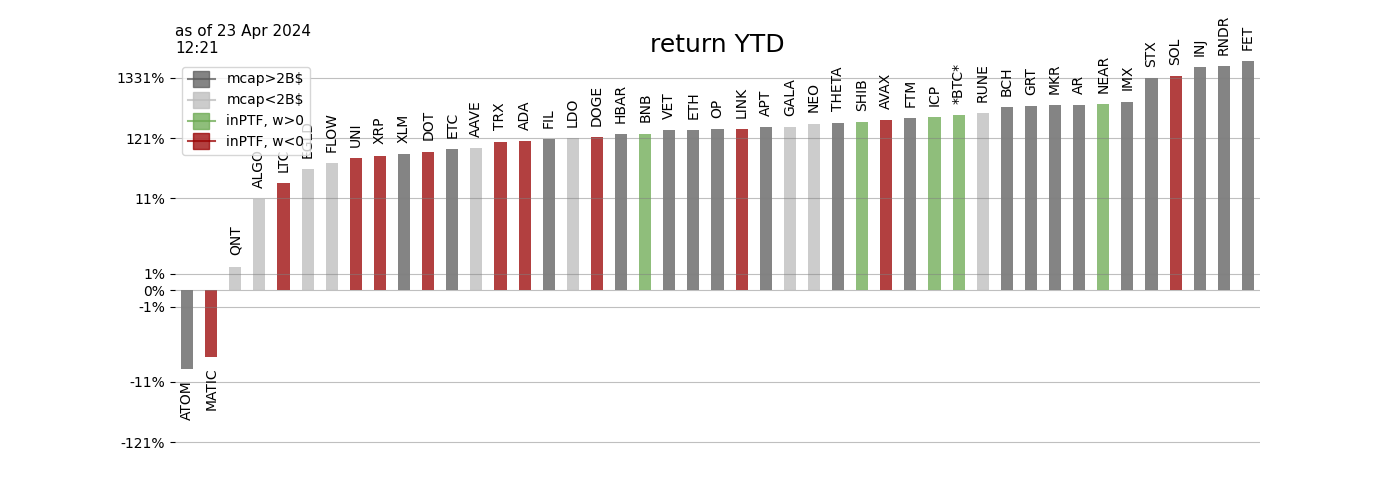 as of 23 Apr 2024
12:21
return YTD
mcap>2B$
mcap<2B$
inPTF, w>0
inPTF, w<0
1331%
121%
11%
1%
0%
-1%
-11%
-121%
ATOM
MATIC
QNT
ALGO
LTC
EGLD
FLOW
UNI
XRP
XLM
DOT
ETC
AAVE
TRX
ADA
FIL
LDO
DOGE
HBAR
BNB
VET
ETH
OP
LINK
APT
GALA
NEO
THETA
SHIB
AVAX
FTM
ICP
*BTC*
RUNE
BCH
GRT
MKR
AR
NEAR
IMX
STX
SOL
INJ
RNDR
FET